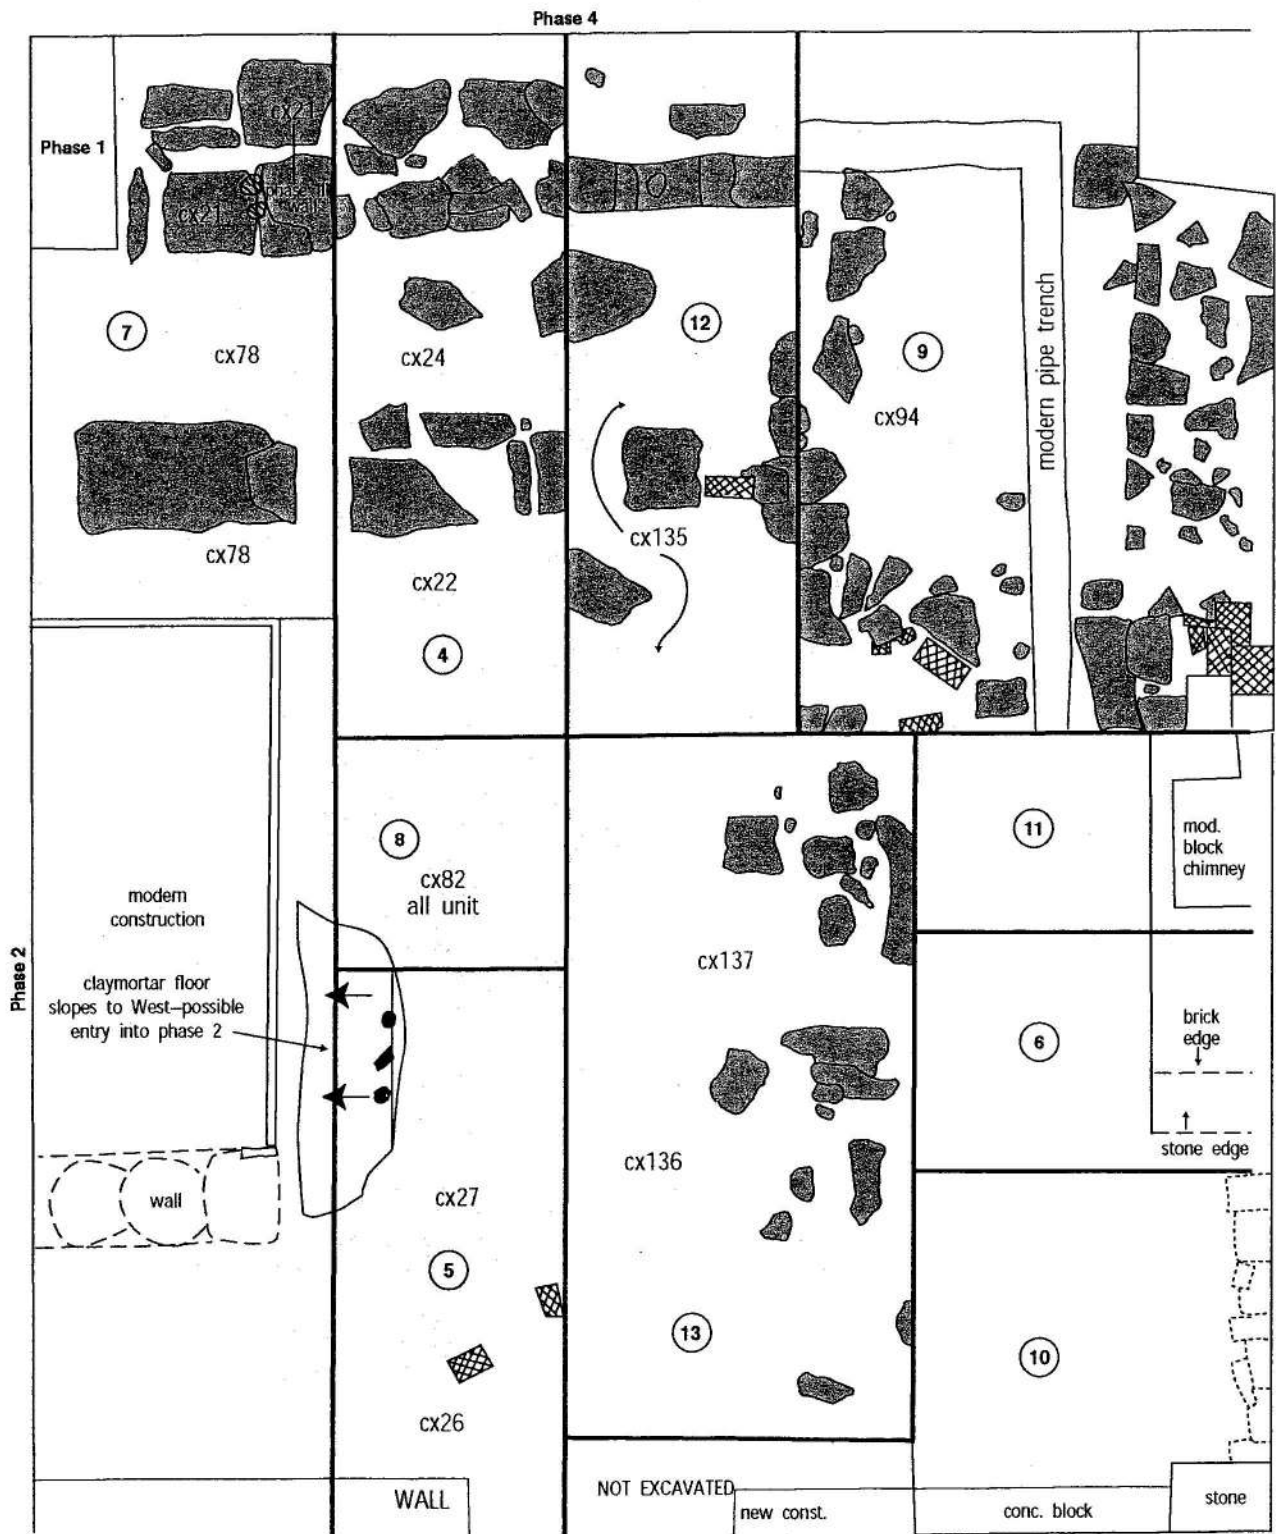 Phase 4
Phase 1
cx21
phase III
walls
cx21
7
cx78
cx24
12
9
cx94
modern pipe trench
cx78
cx135
cx22
4
8
cx82
all unit
11
mod.
block
chimney
modern
construction
Phase 2
claymortar floor
slopes to West—possible
entry into phase 2
cx137
6
brick
edge
stone edge
wall
cx27
cx136
5
13
10
cx26
WALL
NOT EXCAVATED
new const.
conc. block
stone